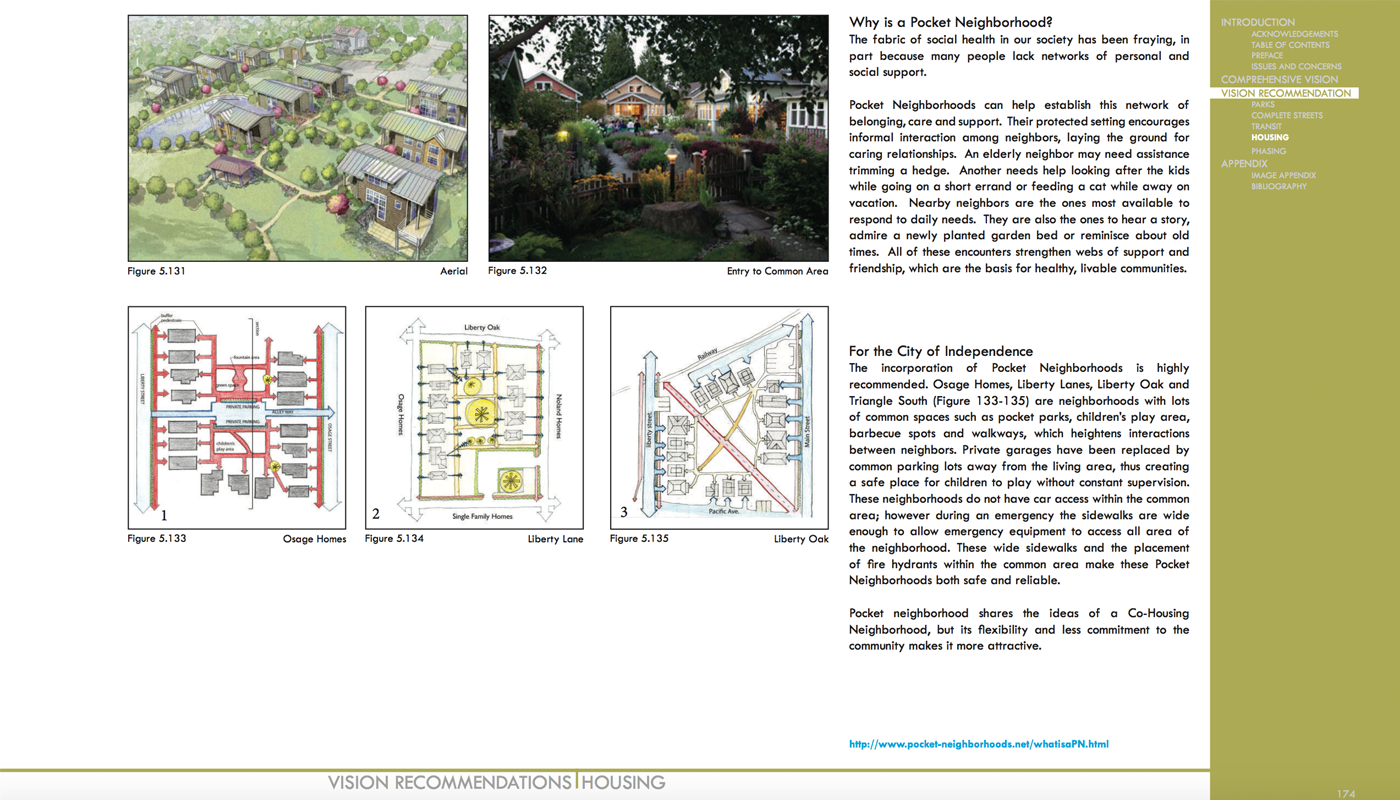 Why is a Pocket Neighborhood?
The fabric of social health in our society has been fraying, in
part because many people lack networks of personal and
social support.
Pocket Neighborhoods can help establish this network of
belonging, care and support. Their protected setting encourages
informal interaction among neighbors, laying the ground for
caring relationships. An elderly neighbor may need assistance
trimming a hedge. Another needs help looking after the kids
while going on a short errand or feeding a cat while away on
vacation. Nearby neighbors are the ones most available to
respond to daily needs. They are also the ones to hear a story,
admire a newly planted garden bed or reminisce about old
times. All of these encounters strengthen webs of support and
friendship, which are the basis for healthy, livable communities.
Figure 5.131
Aerial
Figure 5.132
Entry to Common Area
buffer
pedestrain
section
fountain area
green space
PRIVATE PARKING
ALLEY WAY
PRIVATE PARKING
children's
play area
LIBERTY STREET
OSAGE STREET
1
Figure 5.133
Osage Homes
Liberty Oak
Osage Homes
Noland Homes
Single Family Homes
2
Figure 5.134
Liberty Lane
Railway
liberty street
Main Street
Pacific Ave.
3
Figure 5.135
Liberty Oak
For the City of Independence
The incorporation of Pocket Neighborhoods is highly
recommended. Osage Homes, Liberty Lanes, Liberty Oak and
Triangle South (Figure 133-135) are neighborhoods with lots
of common spaces such as pocket parks, children's play area,
barbecue spots and walkways, which heightens interactions
between neighbors. Private garages have been replaced by
common parking lots away from the living area, thus creating
a safe place for children to play without constant supervision.
These neighborhoods do not have car access within the common
area; however during an emergency the sidewalks are wide
enough to allow emergency equipment to access all area of
the neighborhood. These wide sidewalks and the placement
of fire hydrants within the common area make these Pocket
Neighborhoods both safe and reliable.
Pocket neighborhood shares the ideas of a Co-Housing
Neighborhood, but its flexibility and less commitment to the
community makes it more attractive.
http://www.pocket-neighborhoods.net/whatisaPN.html
INTRODUCTION
ACKNOWLEDGEMENTS
TABLE OF CONTENTS
PREFACE
ISSUES AND CONCERNS
COMPREHENSIVE VISION
VISION RECOMMENDATION
PARKS
COMPLETE STREETS
TRANSIT
HOUSING
PHASING
APPENDIX
IMAGE APPENDIX
BIBLIOGRAPHY
VISION RECOMMENDATIONS HOUSING
174